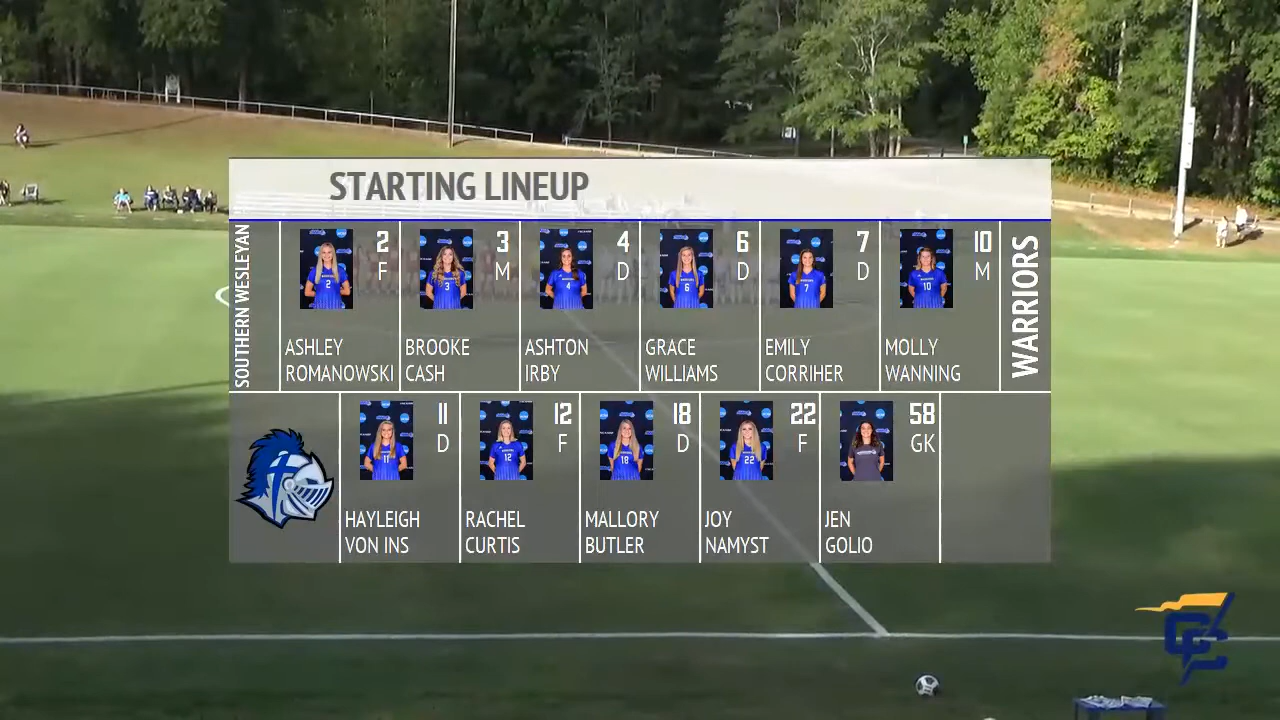 STARTING LINEUP
SOUTHERN WESLEYAN
2
F
ASHLEY
ROMANOWSKI
3
M
BROOKE
CASH
4
D
ASHTON
IRBY
6
D
GRACE
WILLIAMS
7
D
EMILY
CORRIHER
10
M
MOLLY
WANNING
WARRIORS
11
D
HAYLEIGH
VON INS
12
F
RACHEL
CURTIS
18
D
MALLORY
BUTLER
22
F
JOY
NAMYST
58
GK
JEN
GOLIO